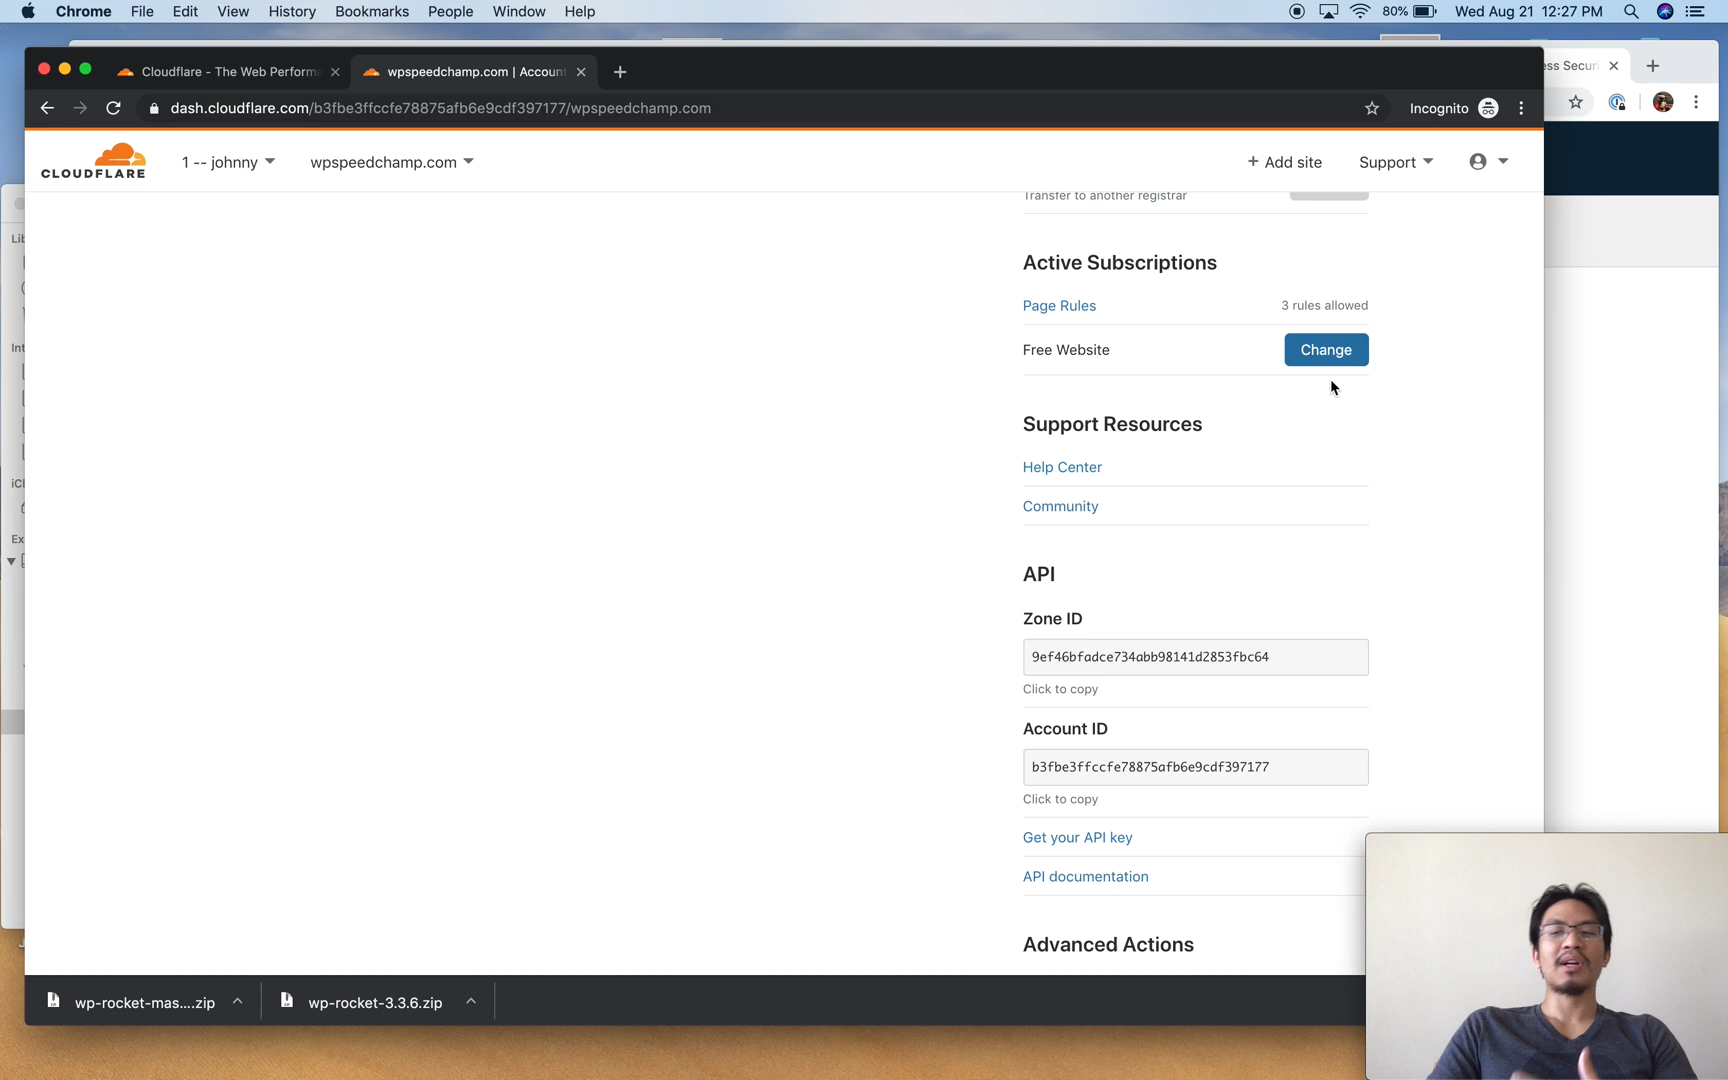 Chrome File Edit View History Bookmarks People Window Help
80% Wed Aug 21 12:27 PM
Cloudflare - The Web Performa
wpspeedchamp.com | Account
ess Securi
dash.cloudflare.com/b3fbe3ffccfe78875afb6e9cdf397177/wpspeedchamp.com
Incognito
CLOUDFLARE
1 -- johnny
wpspeedchamp.com
+ Add site
Support
Transfer to another registrar
Active Subscriptions
Page Rules 3 rules allowed
Free Website Change
Support Resources
Help Center
Community
API
Zone ID
9ef46bfadce734abb98141d2853fbc64
Click to copy
Account ID
b3fbe3ffccfe78875afb6e9cdf397177
Click to copy
Get your API key
API documentation
Advanced Actions
wp-rocket-mas....zip
wp-rocket-3.3.6.zip